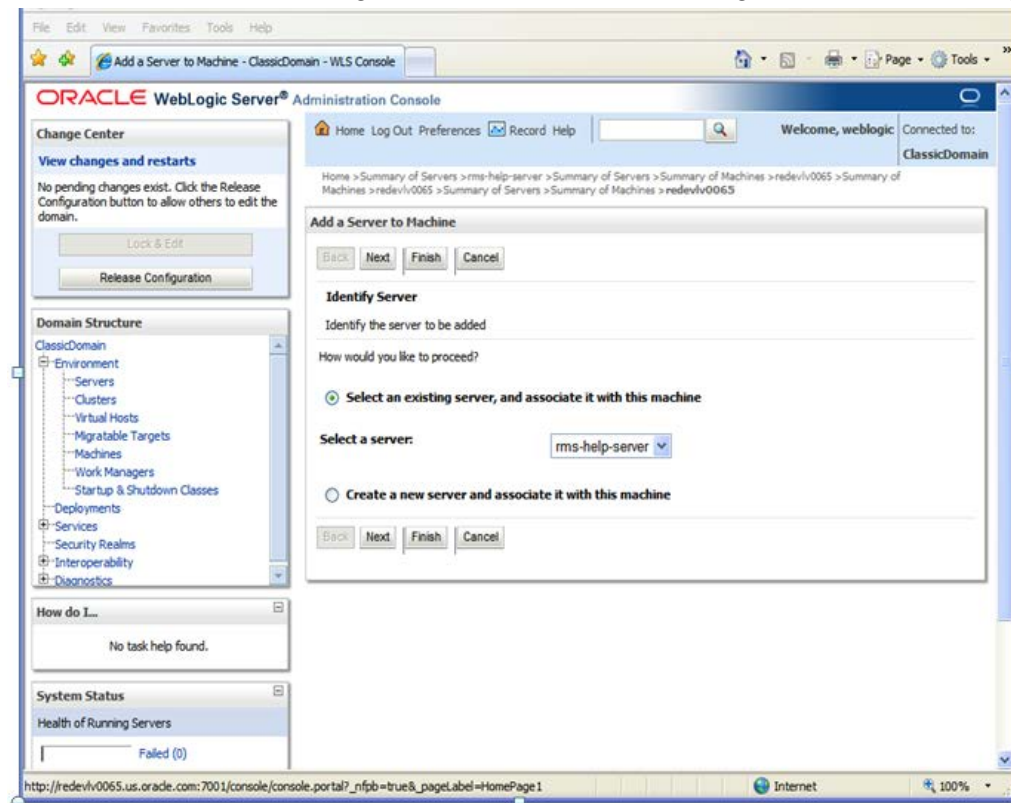 File Edit View Favorites Tools Help
Add a Server to Machine - ClassicDomain - WLS Console
Page Tools
ORACLE WebLogic Server® Administration Console
Change Center
View changes and restarts
No pending changes exist. Click the Release
Configuration button to allow others to edit the
domain.
Lock & Edit
Release Configuration
Domain Structure
ClassicDomain
Environment
Servers
Clusters
Virtual Hosts
Migratable Targets
Machines
Work Managers
Startup & Shutdown Classes
Deployments
Services
Security Realms
Interoperability
Diagnostics
How do I...
No task help found.
System Status
Health of Running Servers
Failed (0)
Home Log Out Preferences Record Help
Welcome, weblogic
Connected to:
ClassicDomain
Home >Summary of Servers >rms-help-server >Summary of Servers >Summary of Machines >redevlv0065 >Summary of
Machines >redevlv0065 >Summary of Servers >Summary of Machines >redevlv0065
Add a Server to Machine
Back Next Finish Cancel
Identify Server
Identify the server to be added
How would you like to proceed?
Select an existing server, and associate it with this machine
Select a server: rms-help-server
Create a new server and associate it with this machine
Back Next Finish Cancel
http://redevlv0065.us.oracle.com:7001/console/console.portal?_nfpb=true&_pageLabel=HomePage1
Internet
100%